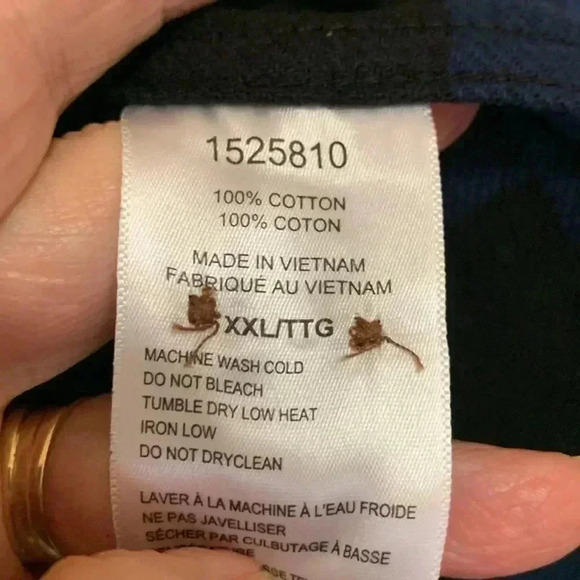 1525810
100% COTTON
100% COTON
MADE IN VIETNAM
FABRIQUÉ AU VIETNAM
XXL/TTG
MACHINE WASH COLD
DO NOT BLEACH
TUMBLE DRY LOW HEAT
IRON LOW
DO NOT DRYCLEAN
LAVER À LA MACHINE À L'EAU FROIDE
NE PAS JAVELLISER
SÉCHER PAR CULBUTAGE À BASSE